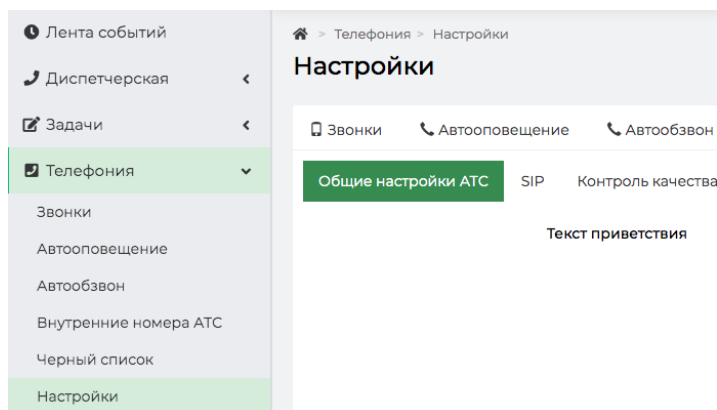 Лента событий
Диспетчерская
Задачи
Телефония
Звонки
Автооповещение
Автообзвон
Внутренние номера АТС
Черный список
Настройки
> Телефония > Настройки
Настройки
Звонки Автооповещение Автообзвон
Общие настройки АТС SIP Контроль качества
Текст приветствия